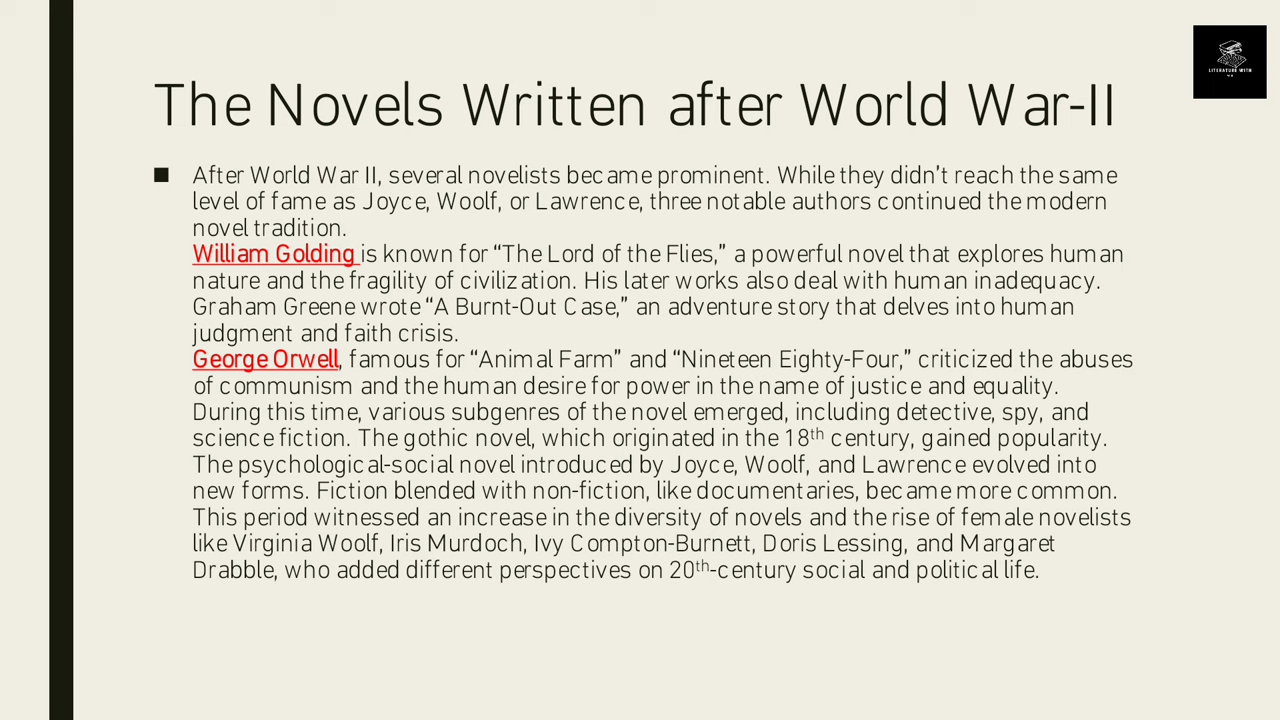 LITERATURE WITH
The Novels Written after World War-II
■ After World War II, several novelists became prominent. While they didn’t reach the same
level of fame as Joyce, Woolf, or Lawrence, three notable authors continued the modern
novel tradition.
William Golding is known for “The Lord of the Flies,” a powerful novel that explores human
nature and the fragility of civilization. His later works also deal with human inadequacy.
Graham Greene wrote “A Burnt-Out Case,” an adventure story that delves into human
judgment and faith crisis.
George Orwell, famous for “Animal Farm” and “Nineteen Eighty-Four,” criticized the abuses
of communism and the human desire for power in the name of justice and equality.
During this time, various subgenres of the novel emerged, including detective, spy, and
science fiction. The gothic novel, which originated in the 18th century, gained popularity.
The psychological-social novel introduced by Joyce, Woolf, and Lawrence evolved into
new forms. Fiction blended with non-fiction, like documentaries, became more common.
This period witnessed an increase in the diversity of novels and the rise of female novelists
like Virginia Woolf, Iris Murdoch, Ivy Compton-Burnett, Doris Lessing, and Margaret
Drabble, who added different perspectives on 20th-century social and political life.